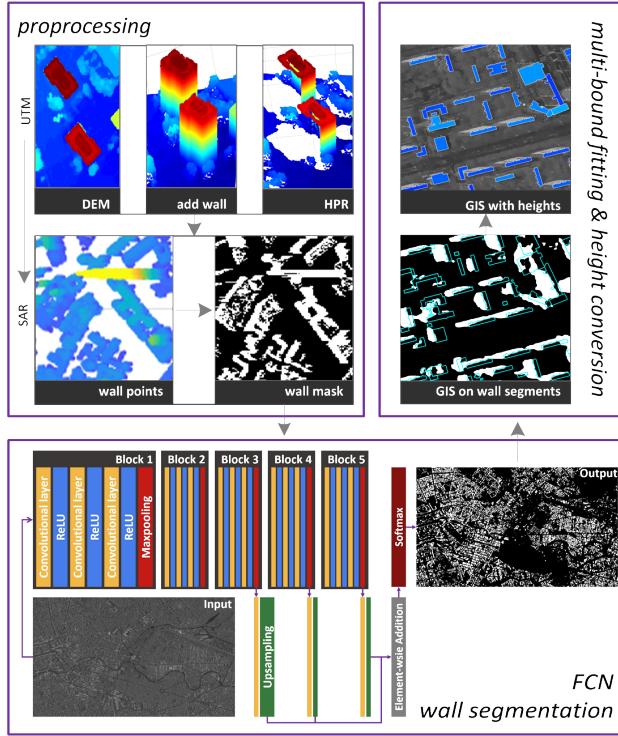 proprocessing
UTM
DEM
add wall
HPR
SAR
wall points
wall mask
GIS with heights
GIS on wall segments
multi-bound fitting & height conversion
Block 1
Block 2
Block 3
Block 4
Block 5
Convolutional layer
ReLU
Convolutional layer
ReLU
Convolutional layer
ReLU
Maxpooling
Softmax
Output
Input
Upsampling
Element-wsie Addition
FCN
wall segmentation